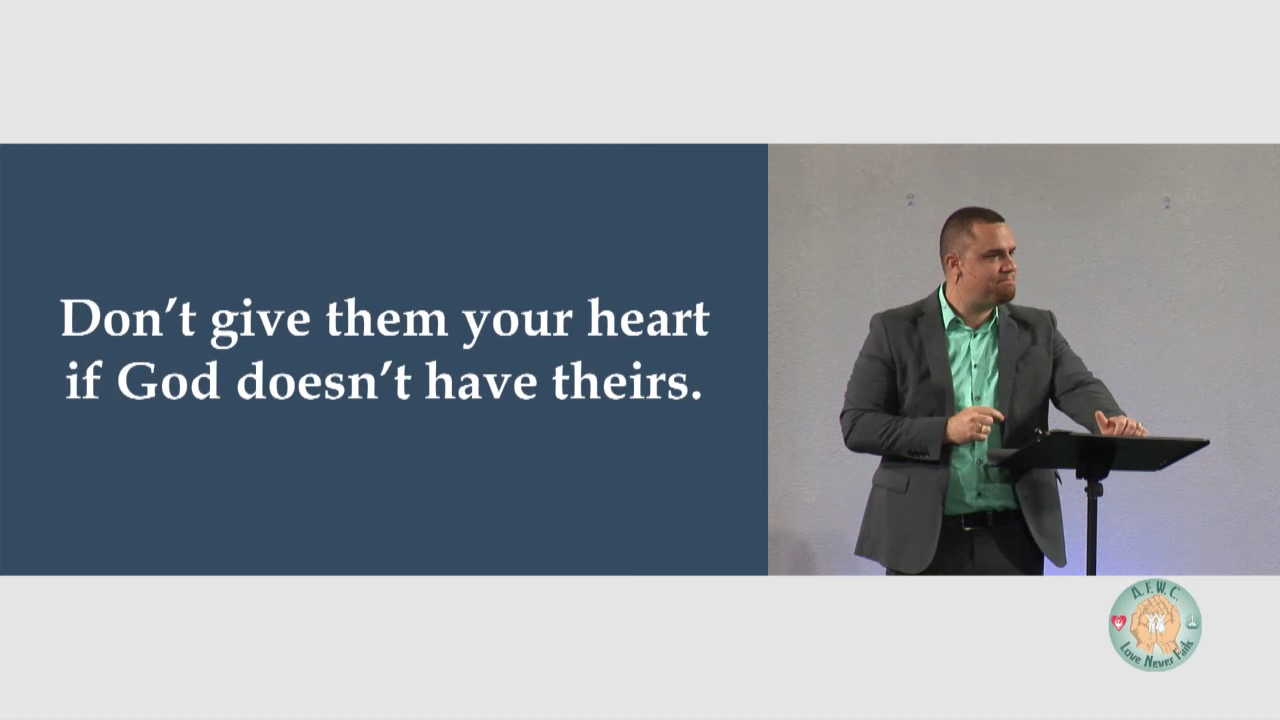 Don’t give them your heart
if God doesn’t have theirs.
A.F.W.C.
Love Never Fails